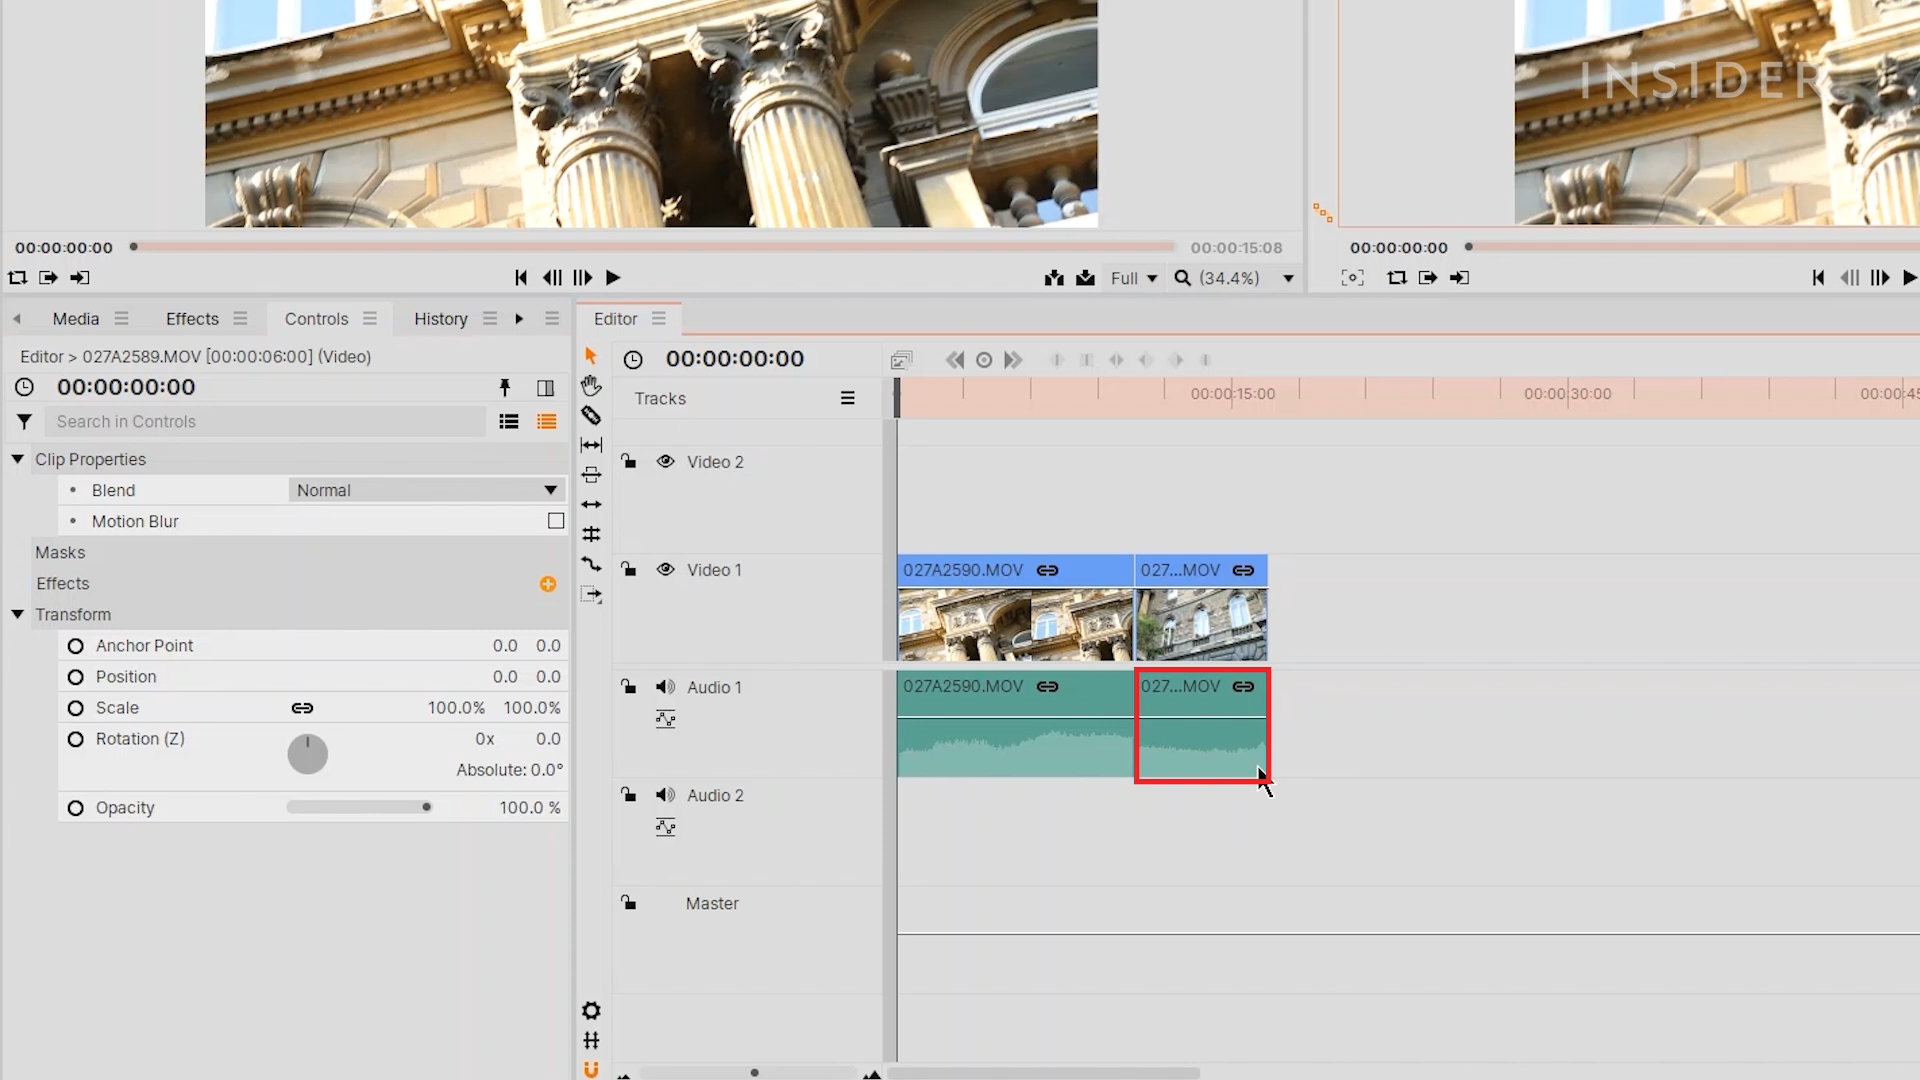 INSIDER
00:00:00:00
00:00:15:08
00:00:00:00
Full
(34.4%)
Media
Effects
Controls
History
Editor
Editor > 027A2589.MOV [00:00:06:00] (Video)
00:00:00:00
00:00:00:00
Search in Controls
Tracks
00:00:15:00
00:00:30:00
00:00:45
Clip Properties
Blend
Normal
Motion Blur
Masks
Effects
Transform
Anchor Point
0.0 0.0
Position
0.0 0.0
Scale
100.0% 100.0%
Rotation (Z)
0x 0.0
Absolute: 0.0°
Opacity
100.0 %
Video 2
Video 1
027A2590.MOV
027...MOV
Audio 1
027A2590.MOV
027...MOV
Audio 2
Master